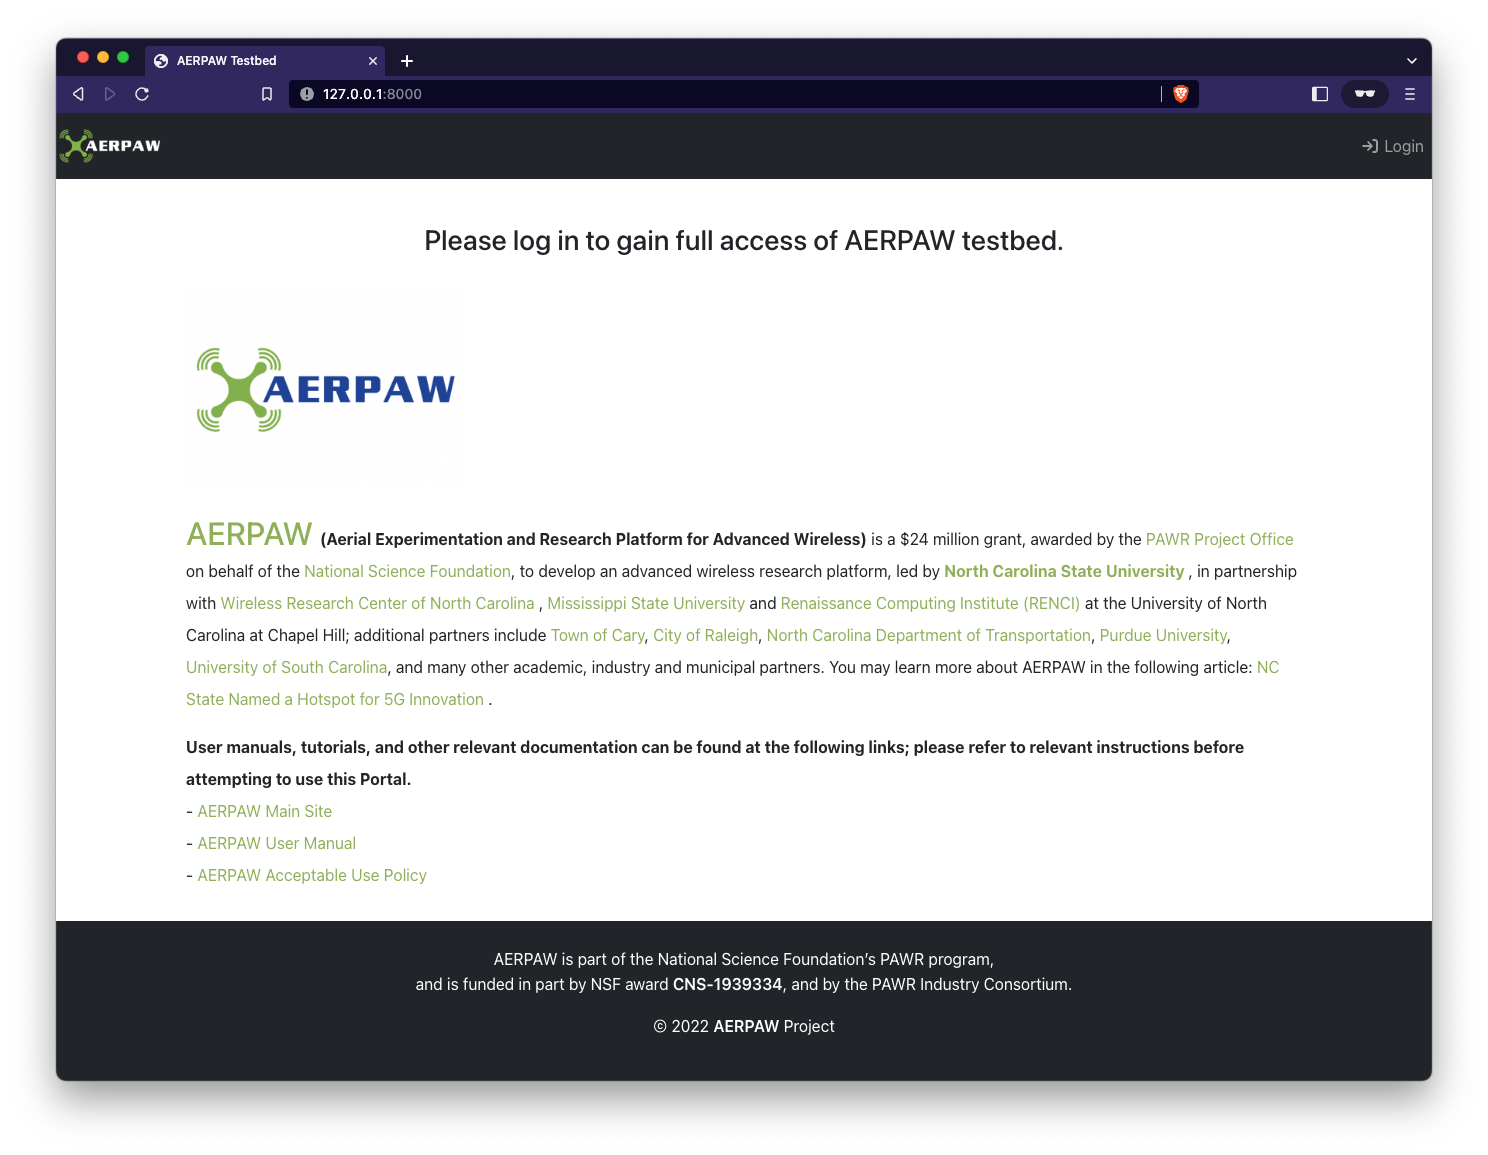 AERPAW Testbed
127.0.0.1:8000
AERPAW
Login
Please log in to gain full access of AERPAW testbed.
AERPAW
AERPAW (Aerial Experimentation and Research Platform for Advanced Wireless) is a $24 million grant, awarded by the PAWR Project Office
on behalf of the National Science Foundation, to develop an advanced wireless research platform, led by North Carolina State University , in partnership
with Wireless Research Center of North Carolina , Mississippi State University and Renaissance Computing Institute (RENCI) at the University of North
Carolina at Chapel Hill; additional partners include Town of Cary, City of Raleigh, North Carolina Department of Transportation, Purdue University,
University of South Carolina, and many other academic, industry and municipal partners. You may learn more about AERPAW in the following article: NC
State Named a Hotspot for 5G Innovation .
User manuals, tutorials, and other relevant documentation can be found at the following links; please refer to relevant instructions before
attempting to use this Portal.
- AERPAW Main Site
- AERPAW User Manual
- AERPAW Acceptable Use Policy
AERPAW is part of the National Science Foundation’s PAWR program,
and is funded in part by NSF award CNS-1939334, and by the PAWR Industry Consortium.
© 2022 AERPAW Project